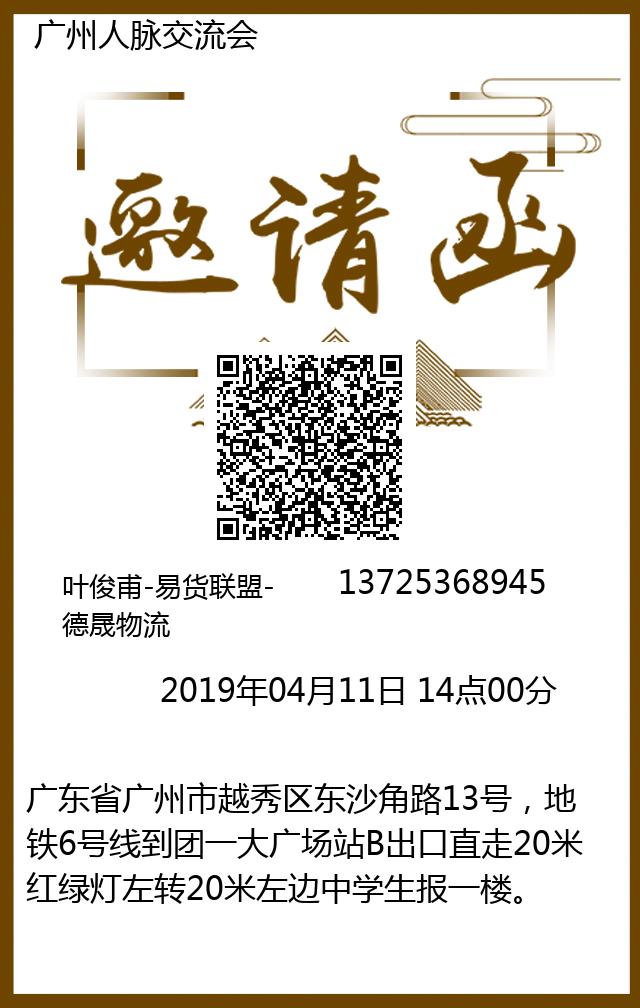 广州人脉交流会
邀请函
叶俊甫-易货联盟-
德晟物流
13725368945
2019年04月11日 14点00分
广东省广州市越秀区东沙角路13号，地
铁6号线到团一大广场站B出口直走20米
红绿灯左转20米左边中学生报一楼。